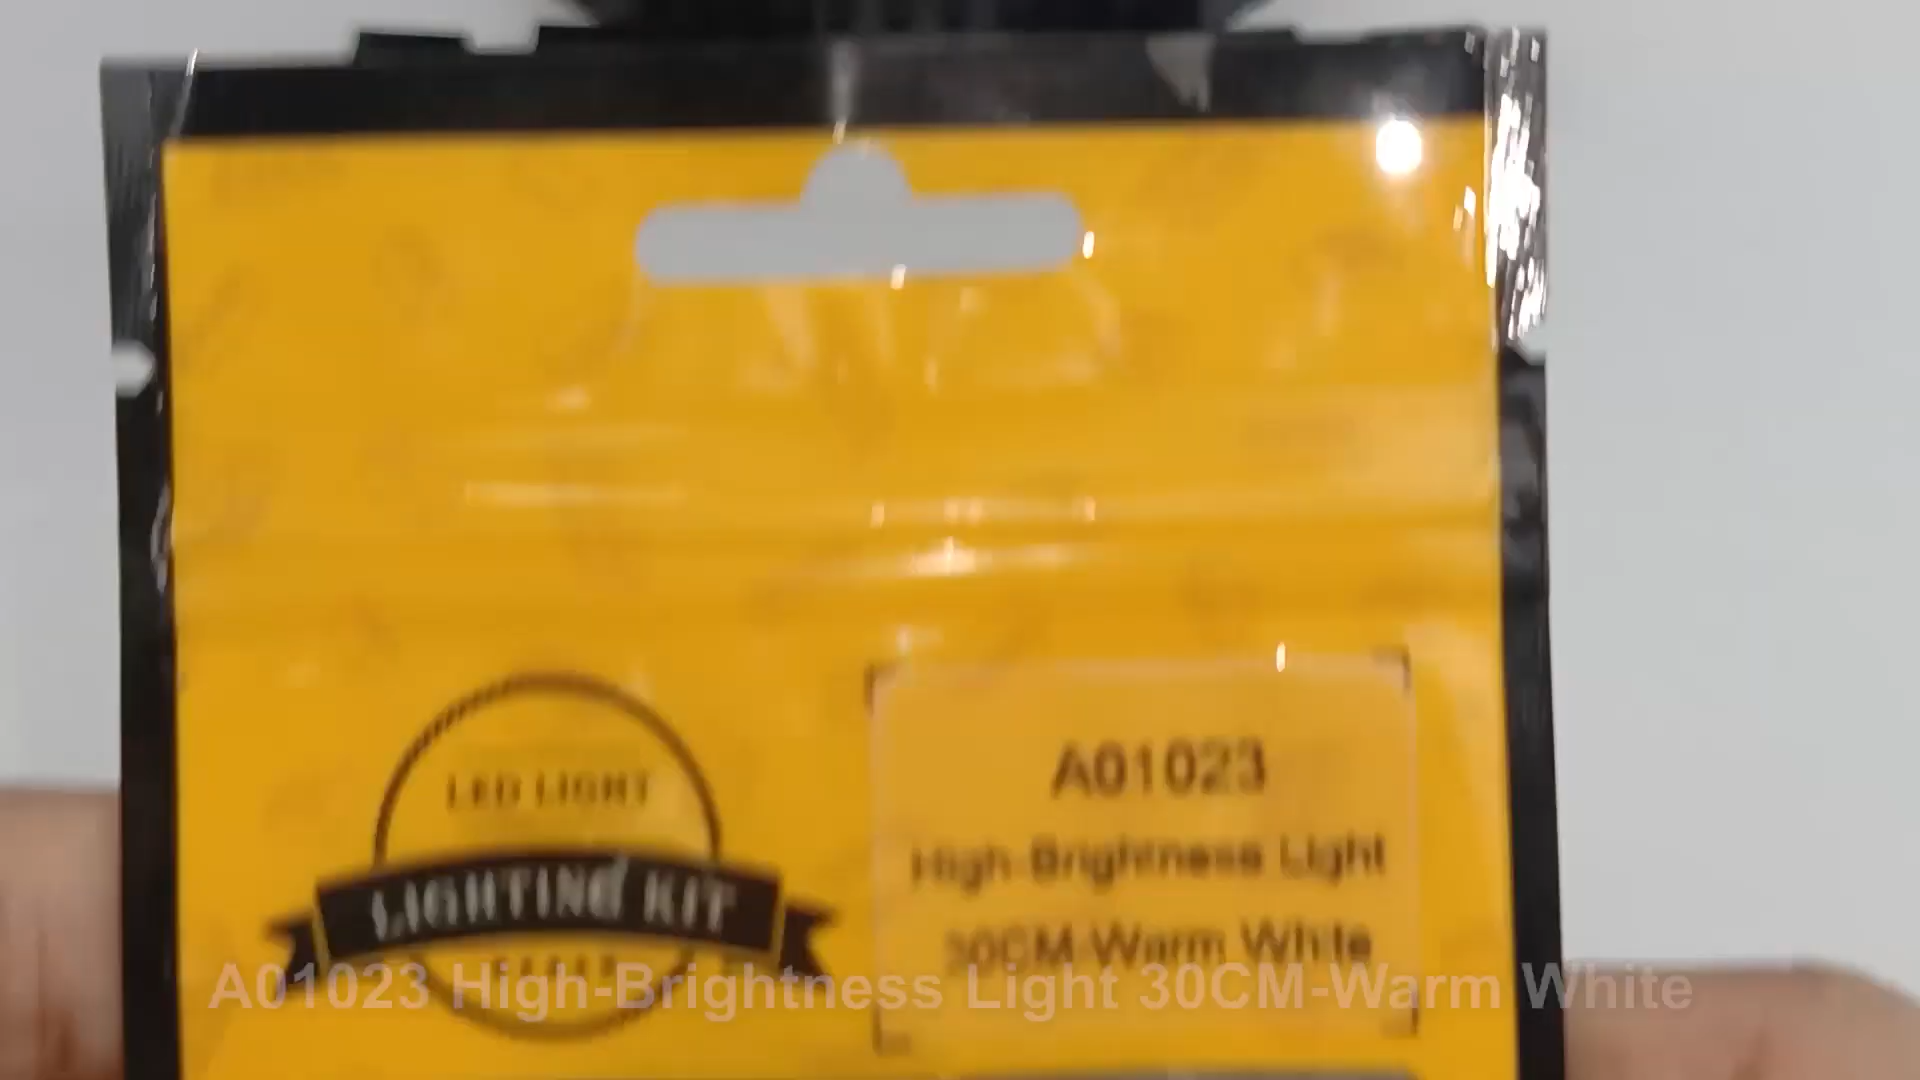 LED LIGHT
LIGHTING KIT
A01023
High-Brightness Light
30CM-Warm White
A01023 High-Brightness Light 30CM-Warm White